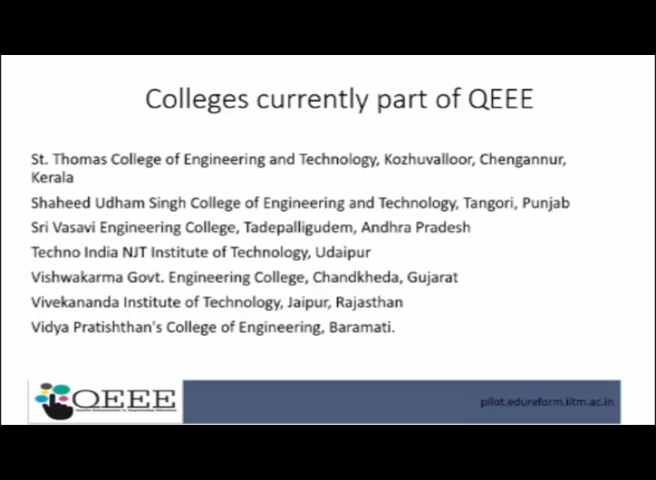 Colleges currently part of QEEE
St. Thomas College of Engineering and Technology, Kozhuvalloor, Chengannur,
Kerala
Shaheed Udham Singh College of Engineering and Technology, Tangori, Punjab
Sri Vasavi Engineering College, Tadepalligudem, Andhra Pradesh
Techno India NJT Institute of Technology, Udaipur
Vishwakarma Govt. Engineering College, Chandkheda, Gujarat
Vivekananda Institute of Technology, Jaipur, Rajasthan
Vidya Pratishthan's College of Engineering, Baramati.
QEEE
pilot.edureform.iitm.ac.in